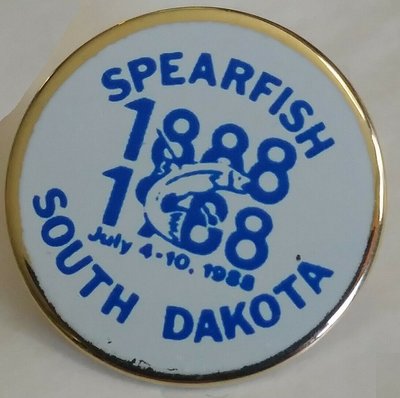 SPEARFISH
1888
1988
July 4-10, 1988
SOUTH DAKOTA